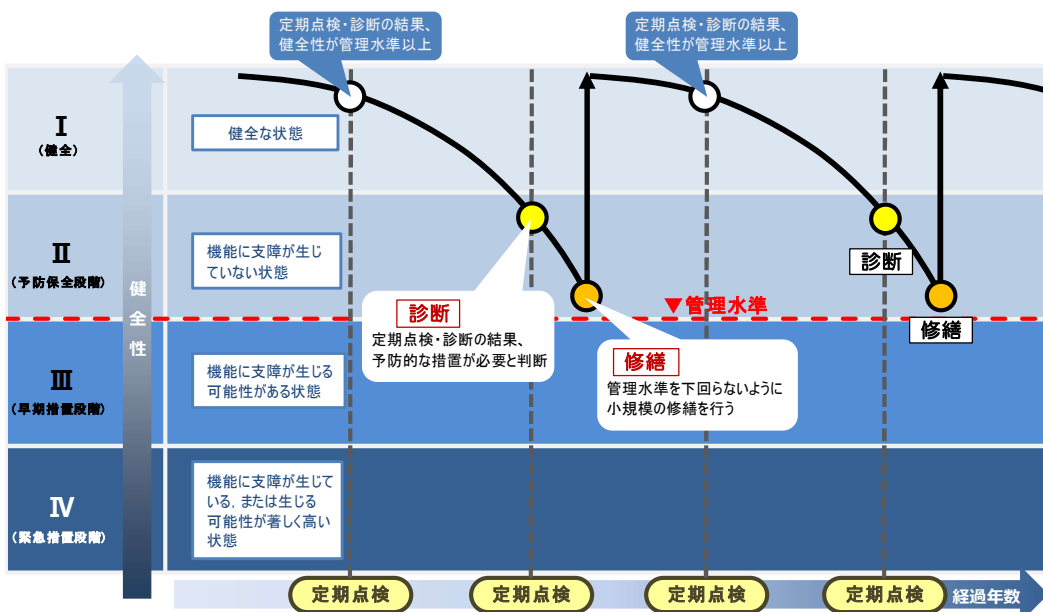 定期点検・診断の結果、
健全性が管理水準以上
定期点検・診断の結果、
健全性が管理水準以上
Ⅰ
(健全)
健全な状態
Ⅱ
(予防保全段階)
機能に支障が生じ
ていない状態
健全性
診断
定期点検・診断の結果、
予防的な措置が必要と判断
▼管理水準
診断
修繕
修繕
管理水準を下回らないように
小規模の修繕を行う
Ⅲ
(早期措置段階)
機能に支障が生じる
可能性がある状態
Ⅳ
(緊急措置段階)
機能に支障が生じて
いる, または生じる
可能性が著しく高い
状態
定期点検
定期点検
定期点検
定期点検
経過年数